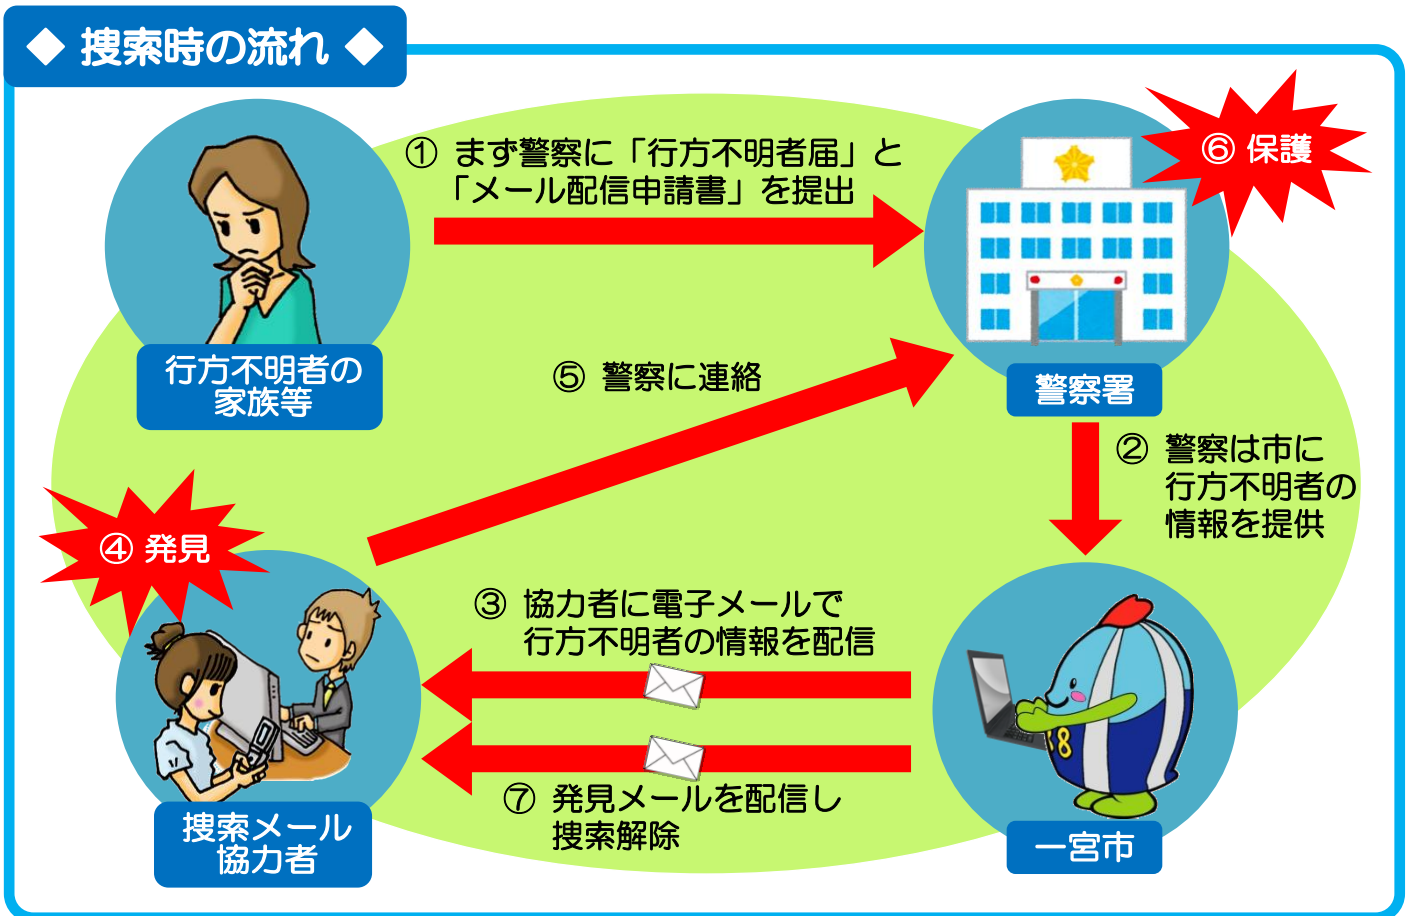 ◆ 捜索時の流れ ◆
① まず警察に「行方不明者届」と
「メール配信申請書」を提出
⑥ 保護
行方不明者の
家族等
⑤ 警察に連絡
警察署
② 警察は市に
行方不明者の
情報を提供
④ 発見
③ 協力者に電子メールで
行方不明者の情報を配信
18
⑦ 発見メールを配信し
捜索解除
捜索メール
協力者
一宮市